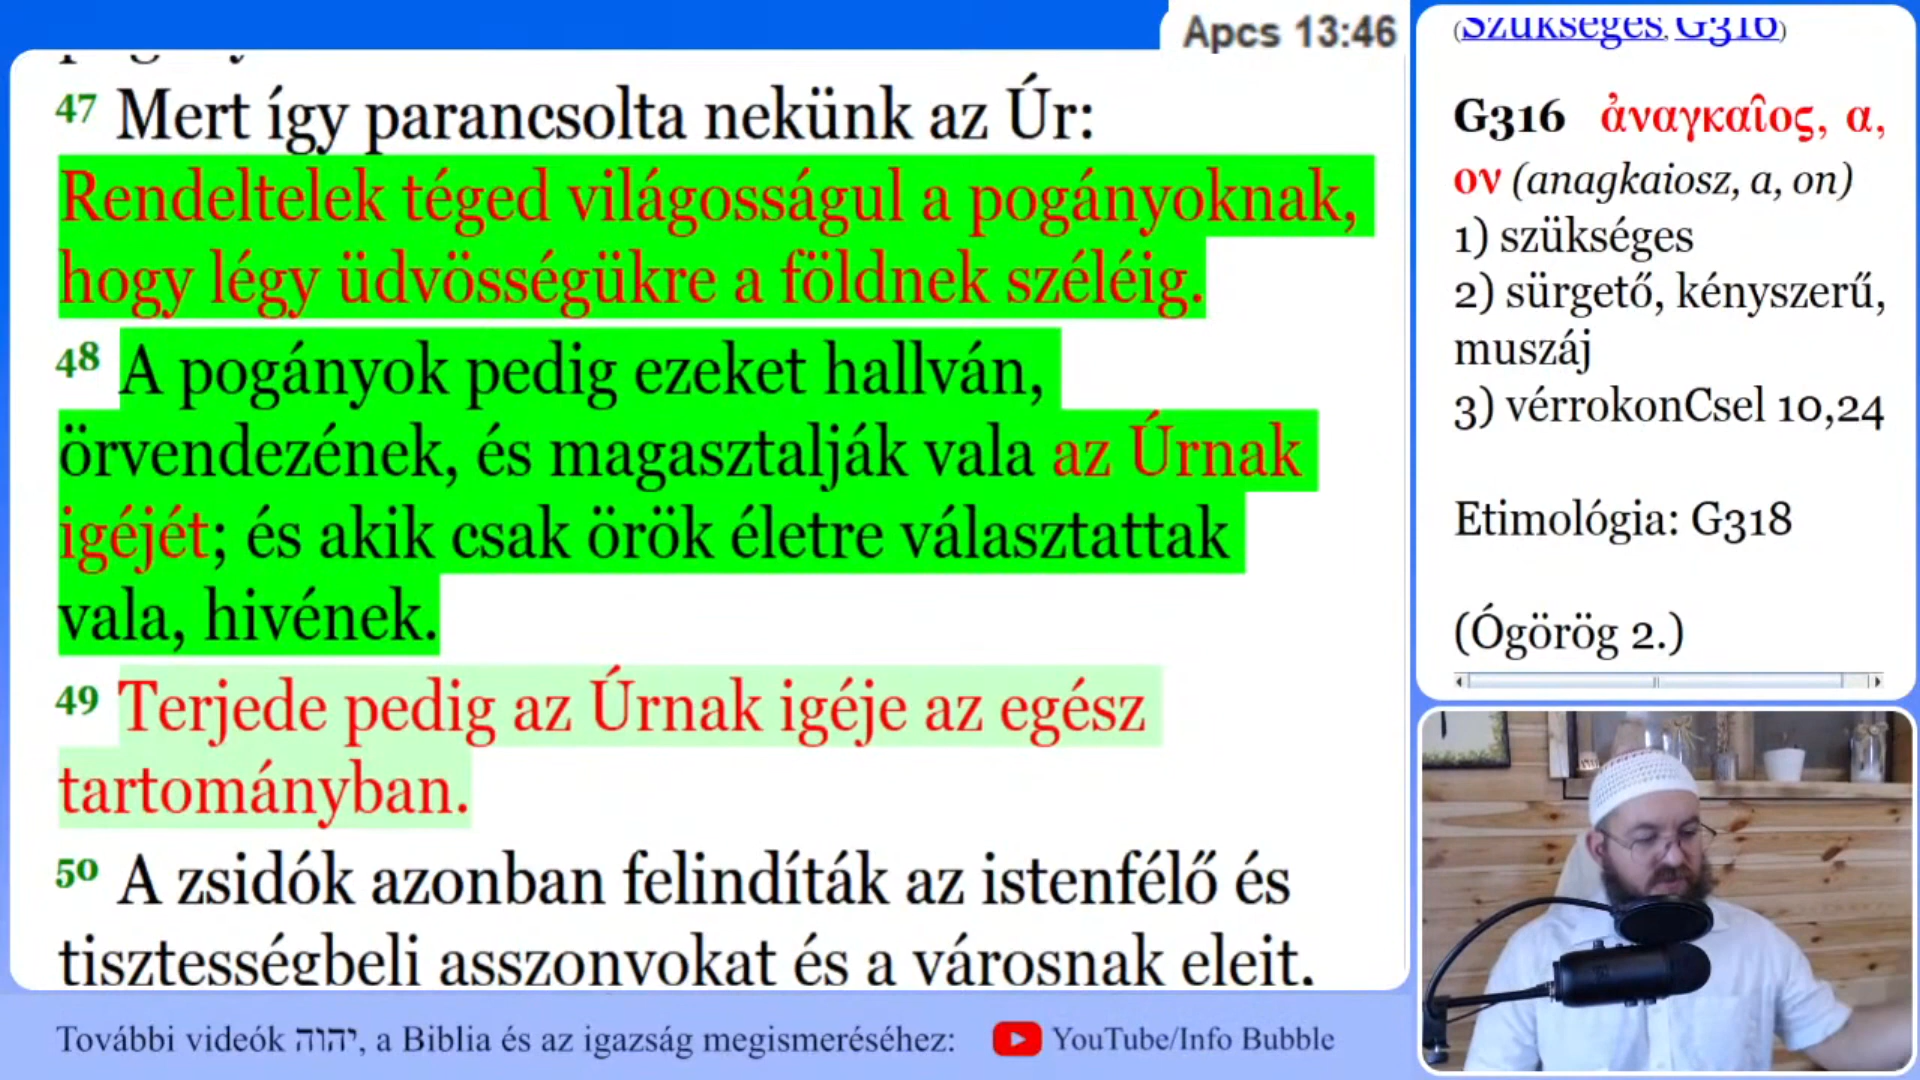 Apcs 13:46
47 Mert így parancsolta nekünk az Úr:
Rendeltelek téged világosságul a pogányoknak,
hogy légy üdvösségükre a földnek széléig.
48 A pogányok pedig ezeket hallván,
örvendezének, és magasztalják vala az Úrnak
igéjét; és akik csak örök életre választattak
vala, hivének.
49 Terjede pedig az Úrnak igéje az egész
tartományban.
50 A zsidók azonban felindíták az istenfélő és
tisztességbeli asszonyokat és a városnak eleit,
További videók יהוה, a Biblia és az igazság megismeréséhez:
YouTube/Info Bubble
(Szükséges, G316)
G316 ἀναγκαῖος, α,
ον (anagkaiosz, a, on)
1) szükséges
2) sürgető, kényszerű,
muszáj
3) vérrokonCsel 10,24
Etimológia: G318
(Ógörög 2.)